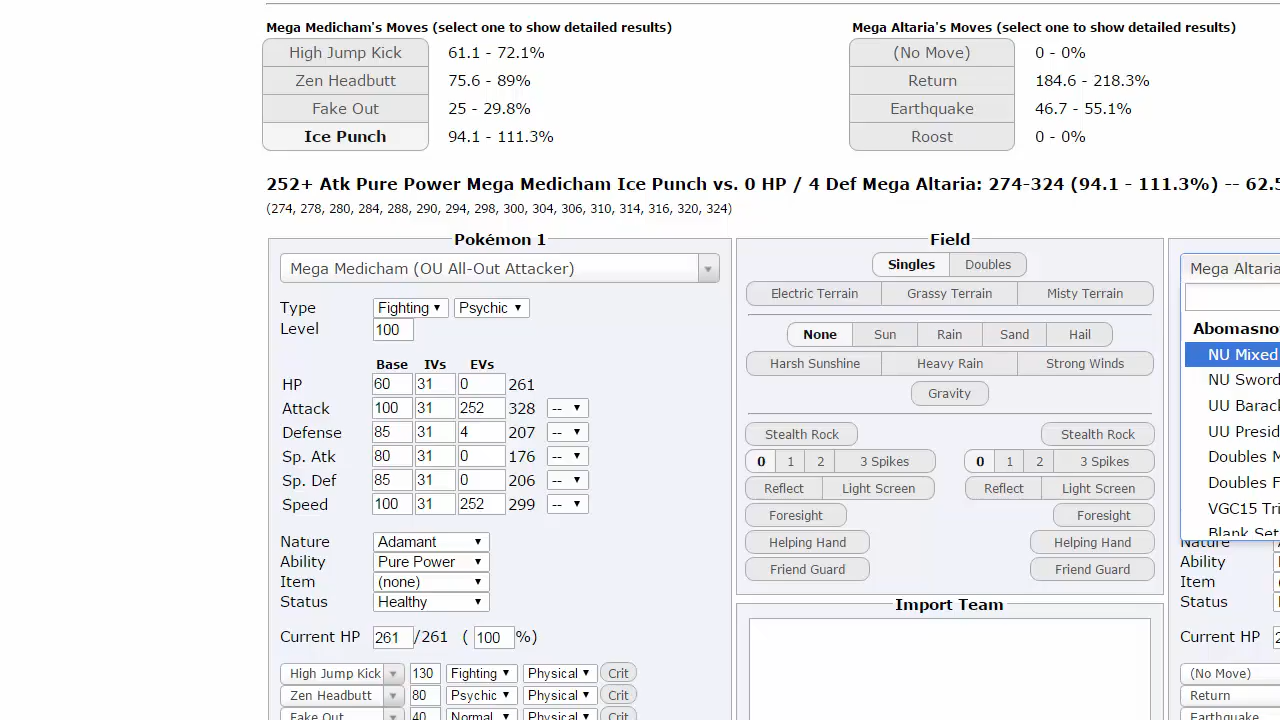 Mega Medicham's Moves (select one to show detailed results)
Mega Altaria's Moves (select one to show detailed results)
High Jump Kick 61.1 - 72.1%
(No Move) 0 - 0%
Zen Headbutt 75.6 - 89%
Return 184.6 - 218.3%
Fake Out 25 - 29.8%
Earthquake 46.7 - 55.1%
Ice Punch 94.1 - 111.3%
Roost 0 - 0%
252+ Atk Pure Power Mega Medicham Ice Punch vs. 0 HP / 4 Def Mega Altaria: 274-324 (94.1 - 111.3%) -- 62.5
(274, 278, 280, 284, 288, 290, 294, 298, 300, 304, 306, 310, 314, 316, 320, 324)
Pokémon 1
Mega Medicham (OU All-Out Attacker)
Type Fighting Psychic
Level 100
Base IVs EVs
HP 60 31 0 261
Attack 100 31 252 328 --
Defense 85 31 4 207 --
Sp. Atk 80 31 0 176 --
Sp. Def 85 31 0 206 --
Speed 100 31 252 299 --
Nature Adamant
Ability Pure Power
Item (none)
Status Healthy
Current HP 261 /261 ( 100 %)
High Jump Kick 130 Fighting Physical Crit
Zen Headbutt 80 Psychic Physical Crit
Fake Out 40 Normal Physical Crit
Field
Singles Doubles
Electric Terrain Grassy Terrain Misty Terrain
None Sun Rain Sand Hail
Harsh Sunshine Heavy Rain Strong Winds
Gravity
Stealth Rock Stealth Rock
0 1 2 3 Spikes 0 1 2 3 Spikes
Reflect Light Screen Reflect Light Screen
Foresight Foresight
Helping Hand Helping Hand
Friend Guard Friend Guard
Import Team
Mega Altaria
NU Mixed
NU Sword
Doubles
Doubles
Blank Set
Nature
Ability
Item
Status
Current HP
(No Move)
Return
Earthquake